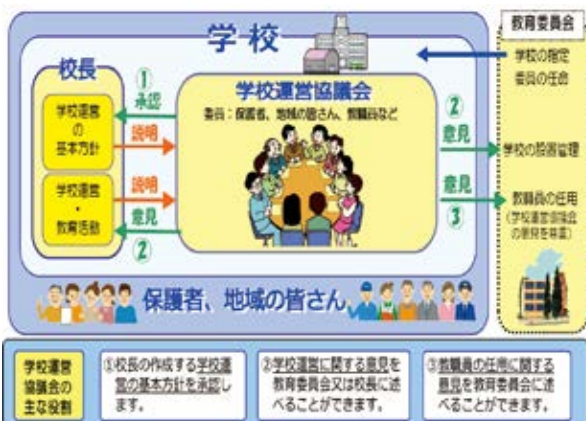 学校
教育委員会
学校の指定
委員の任命
校長
学校運営
の
基本方針
学校運営
・
教育活動
①
承認
説明
説明
意見
②
学校運営協議会
委員：保護者、地域の皆さん、教職員など
②
意見
意見
③
学校の設置管理
教職員の任用
(学校運営協議会
の意見を尊重)
保護者、地域の皆さん
学校運営
協議会の
主な役割
①校長の作成する学校運
営の基本方針を承認し
ます。
②学校運営に関する意見を
教育委員会又は校長に述
べることができます。
③教職員の任用に関する
意見を教育委員会に述
べることができます。